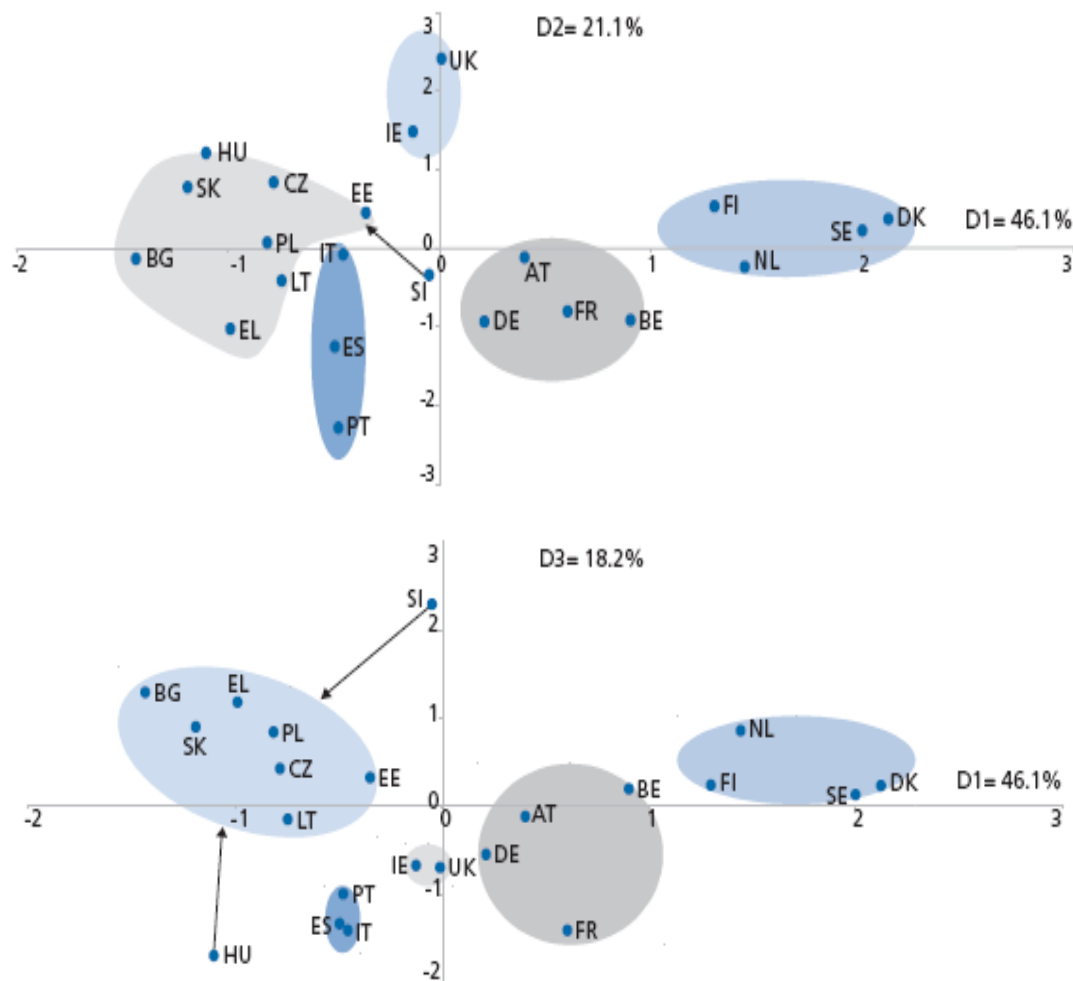 3
D2= 21.1%
UK
2
IE
HU
1
SK
CZ
EE
FI
DK
D1= 46.1%
SE
PL
IT
0
BG
NL
-2
-1
0
1
2
3
LT
SI
AT
EL
-1
DE
FR
BE
ES
-2
PT
-3
3
D3= 18.2%
SI
2
BG
EL
1
NL
SK
PL
CZ
EE
BE
FI
DK
D1= 46.1%
SE
0
-2
-1
0
1
2
3
LT
AT
DE
IE
UK
-1
PT
ES
IT
FR
HU
-2